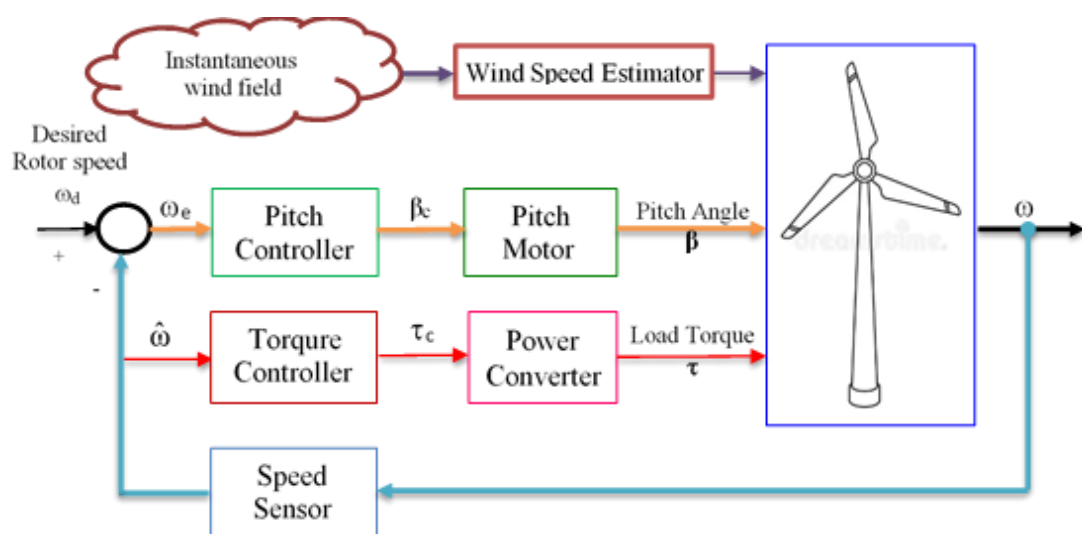 Instantaneous
wind field
Wind Speed Estimator
Desired
Rotor speed
ωd
+
-
ωe
Pitch
Controller
βc
Pitch
Motor
Pitch Angle
β
ω
dreamstime.
ω̂
Torqure
Controller
τc
Power
Converter
Load Torque
τ
Speed
Sensor